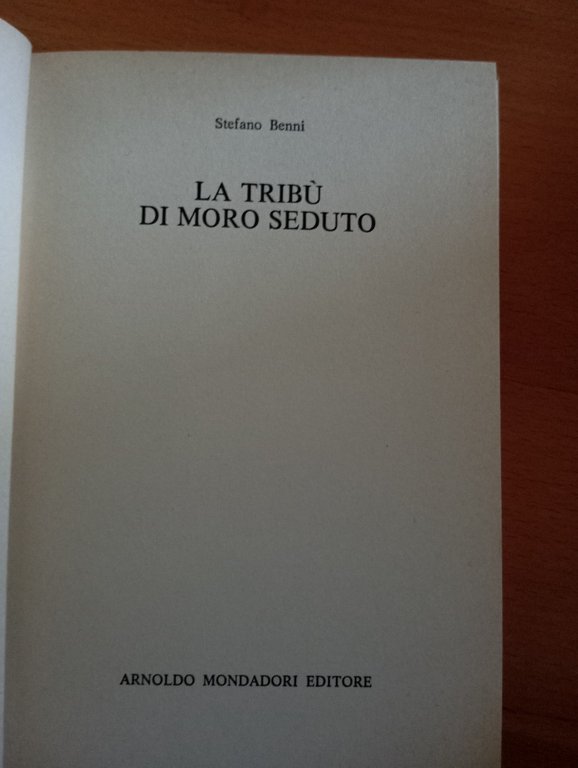 Stefano Benni
LA TRIBÙ
DI MORO SEDUTO
ARNOLDO MONDADORI EDITORE